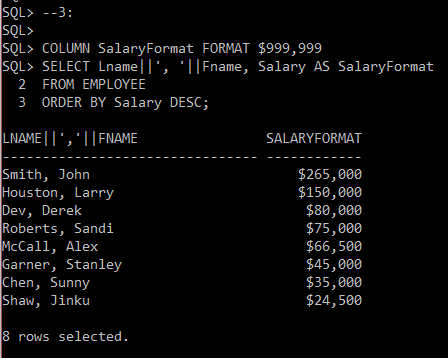 SQL> --3:
SQL>
SQL> COLUMN SalaryFormat FORMAT $999,999
SQL> SELECT Lname||', '||Fname, Salary AS SalaryFormat
  2  FROM EMPLOYEE
  3  ORDER BY Salary DESC;

LNAME||','||FNAME                SALARYFORMAT
-------------------------------- ------------
Smith, John                          $265,000
Houston, Larry                       $150,000
Dev, Derek                            $80,000
Roberts, Sandi                        $75,000
McCall, Alex                          $66,500
Garner, Stanley                       $45,000
Chen, Sunny                           $35,000
Shaw, Jinku                           $24,500

8 rows selected.